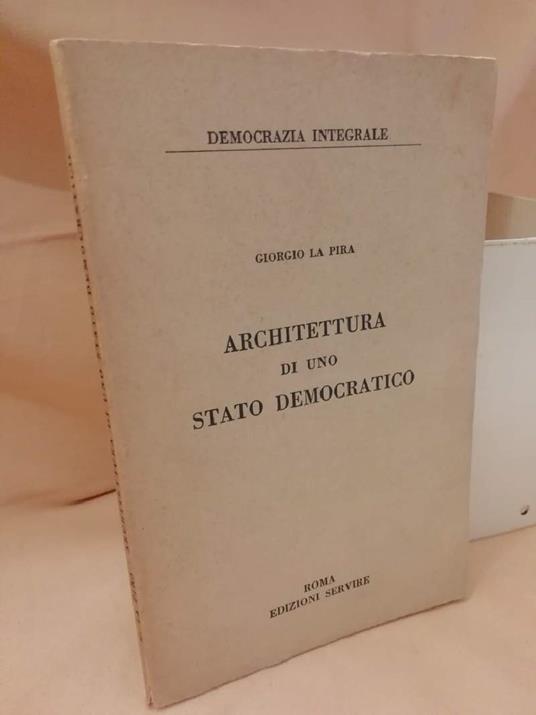 DEMOCRAZIA INTEGRALE
GIORGIO LA PIRA
ARCHITETTURA
DI UNO
STATO DEMOCRATICO
ROMA
EDIZIONI SERVIRE